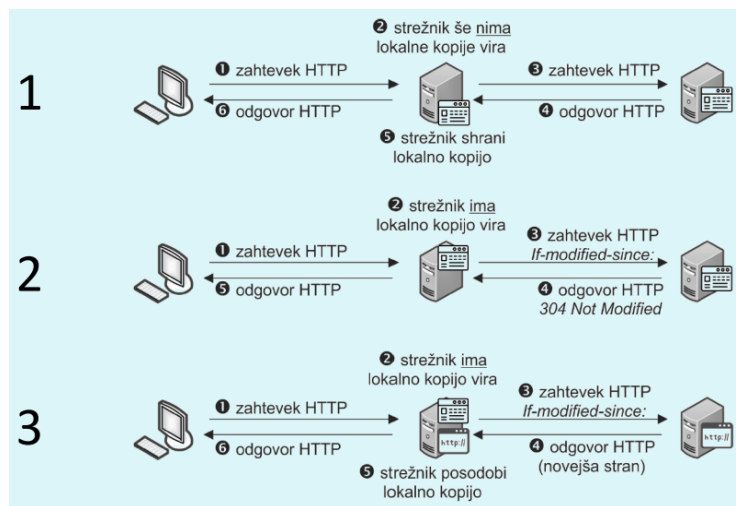 1
❷ strežnik še nima
lokalne kopije vira
❶ zahtevek HTTP
❸ zahtevek HTTP
❻ odgovor HTTP
❹ odgovor HTTP
❺ strežnik shrani
lokalno kopijo
2
❷ strežnik ima
lokalno kopijo vira
❶ zahtevek HTTP
❸ zahtevek HTTP
If-modified-since:
❺ odgovor HTTP
❹ odgovor HTTP
304 Not Modified
3
❷ strežnik ima
lokalno kopijo vira
❶ zahtevek HTTP
❸ zahtevek HTTP
If-modified-since:
http://
http://
❻ odgovor HTTP
❹ odgovor HTTP
(novejša stran)
❺ strežnik posodobi
lokalno kopijo